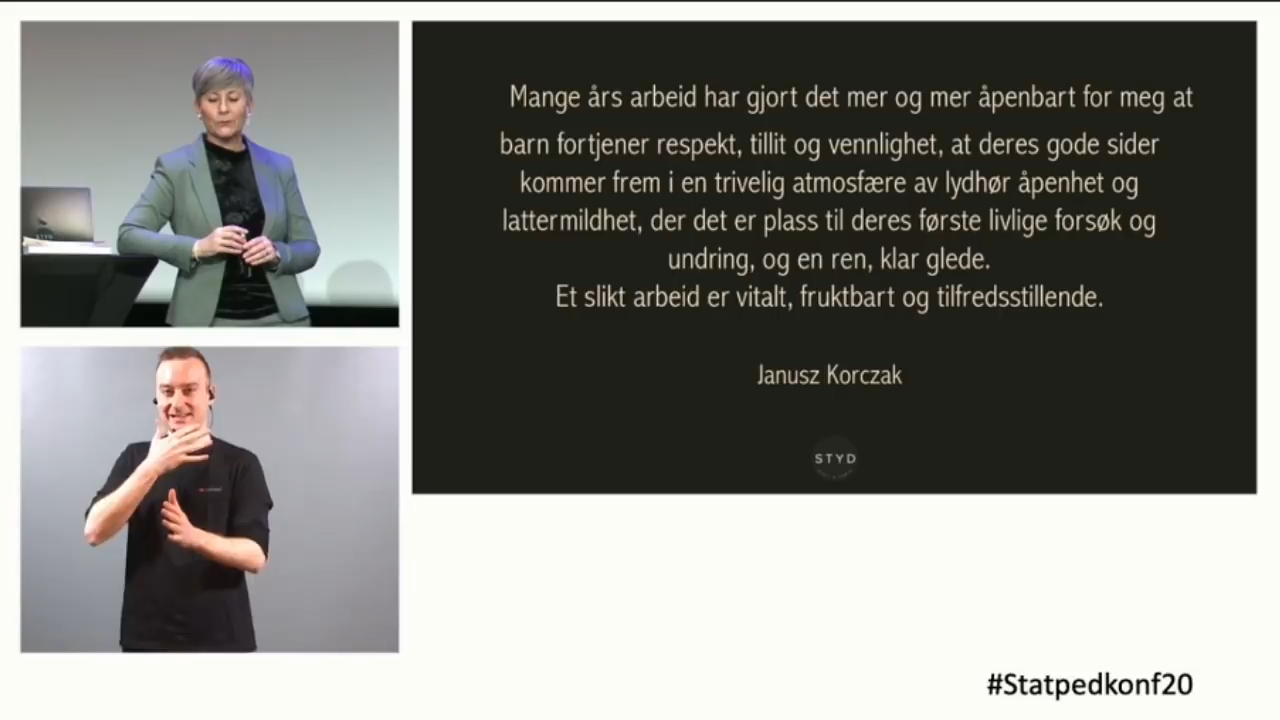 Mange års arbeid har gjort det mer og mer åpenbart for meg at
barn fortjener respekt, tillit og vennlighet, at deres gode sider
kommer frem i en trivelig atmosfære av lydhør åpenhet og
lattermildhet, der det er plass til deres første livlige forsøk og
undring, og en ren, klar glede.
Et slikt arbeid er vitalt, fruktbart og tilfredsstillende.
Janusz Korczak
STYD
#Statpedkonf20